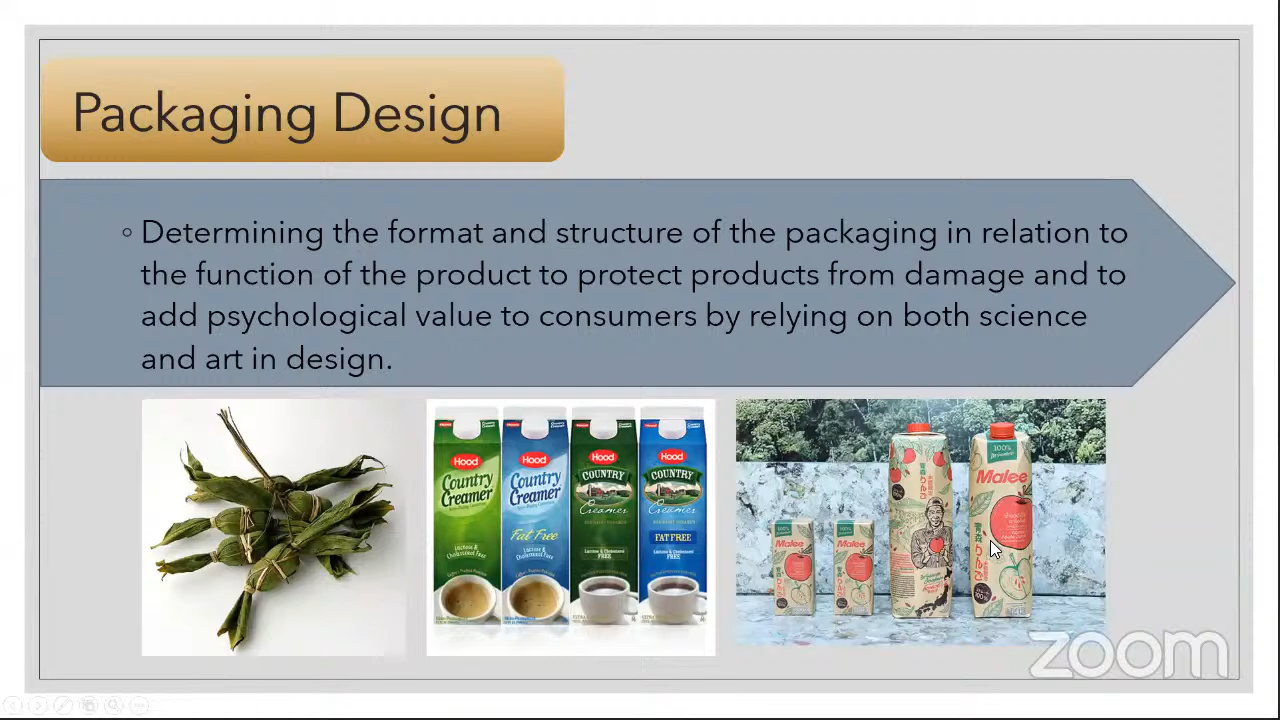 Packaging Design
Determining the format and structure of the packaging in relation to
the function of the product to protect products from damage and to
add psychological value to consumers by relying on both science
and art in design.
Hood
Country
Creamer
Hood
Country
Creamer
Fat Free
Hood
COUNTRY
Creamer
Hood
COUNTRY
Creamer
FAT FREE
Malee
Malee
100%
Malee
zoom